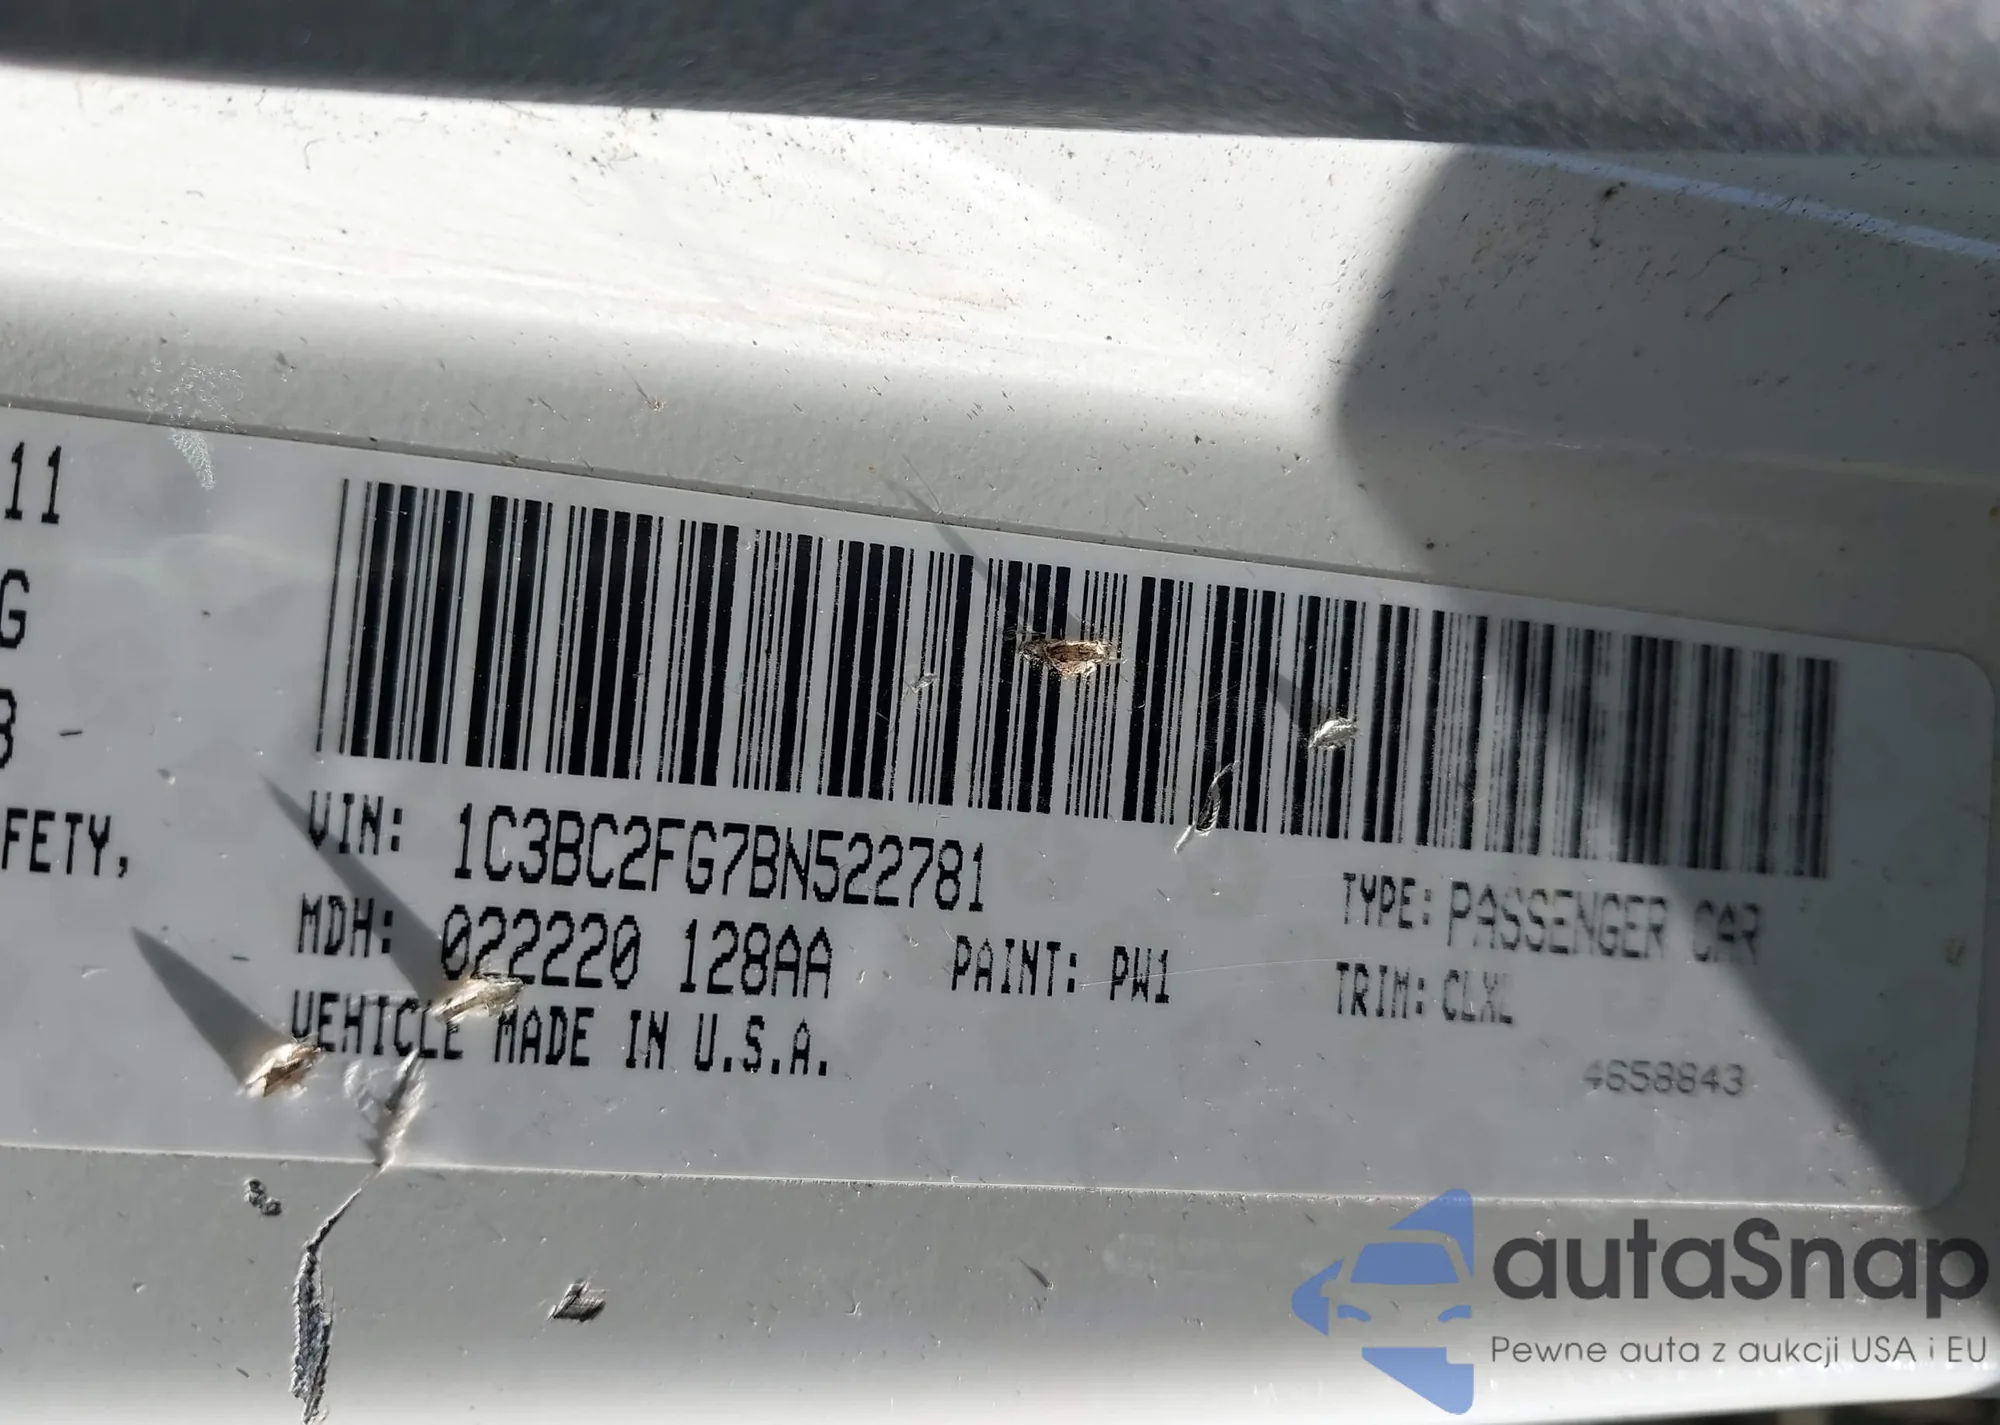 11
G
3
FETY,
VIN: 1C3BC2FG7BN522781
MDH: 022220 128AA
PAINT: PW1
VEHICLE MADE IN U.S.A.
TYPE: PASSENGER CAR
TRIM: CLXL
4658843
autaSnap
Pewne auta z aukcji USA i EU